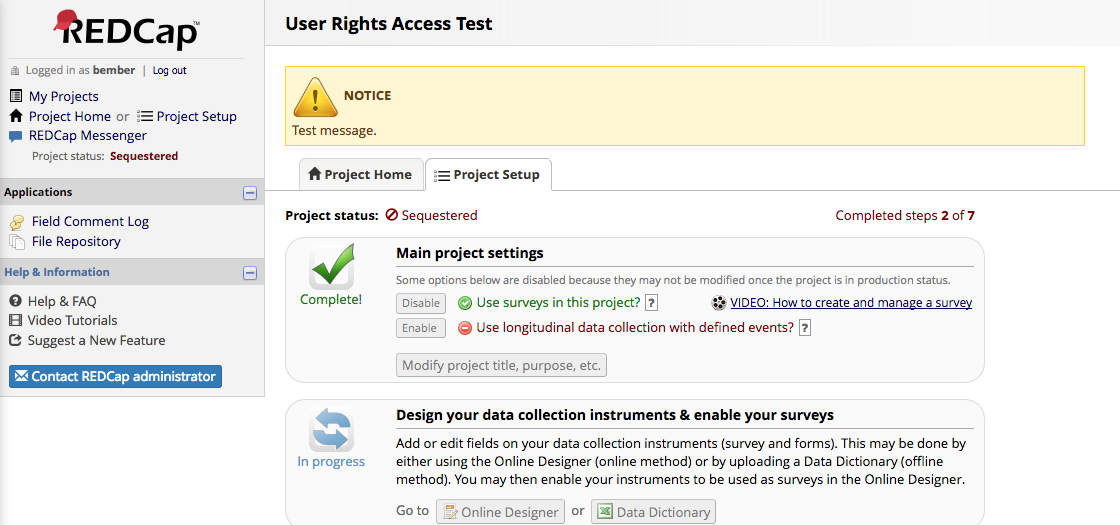 REDCap™
Logged in as bember | Log out
My Projects
Project Home or Project Setup
REDCap Messenger
Project status: Sequestered
Applications
Field Comment Log
File Repository
Help & Information
Help & FAQ
Video Tutorials
Suggest a New Feature
Contact REDCap administrator
User Rights Access Test
NOTICE
Test message.
Project Home
Project Setup
Project status: Sequestered
Completed steps 2 of 7
Complete!
Main project settings
Some options below are disabled because they may not be modified once the project is in production status.
Disable Use surveys in this project? ? VIDEO: How to create and manage a survey
Enable Use longitudinal data collection with defined events? ?
Modify project title, purpose, etc.
In progress
Design your data collection instruments & enable your surveys
Add or edit fields on your data collection instruments (survey and forms). This may be done by
either using the Online Designer (online method) or by uploading a Data Dictionary (offline
method). You may then enable your instruments to be used as surveys in the Online Designer.
Go to Online Designer or Data Dictionary